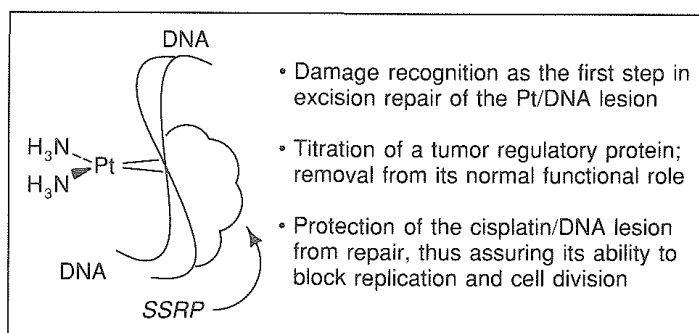 DNA
• Damage recognition as the first step in
excision repair of the Pt/DNA lesion
H₃N
Pt
H₃N
• Titration of a tumor regulatory protein;
removal from its normal functional role
• Protection of the cisplatin/DNA lesion
from repair, thus assuring its ability to
block replication and cell division
DNA
SSRP